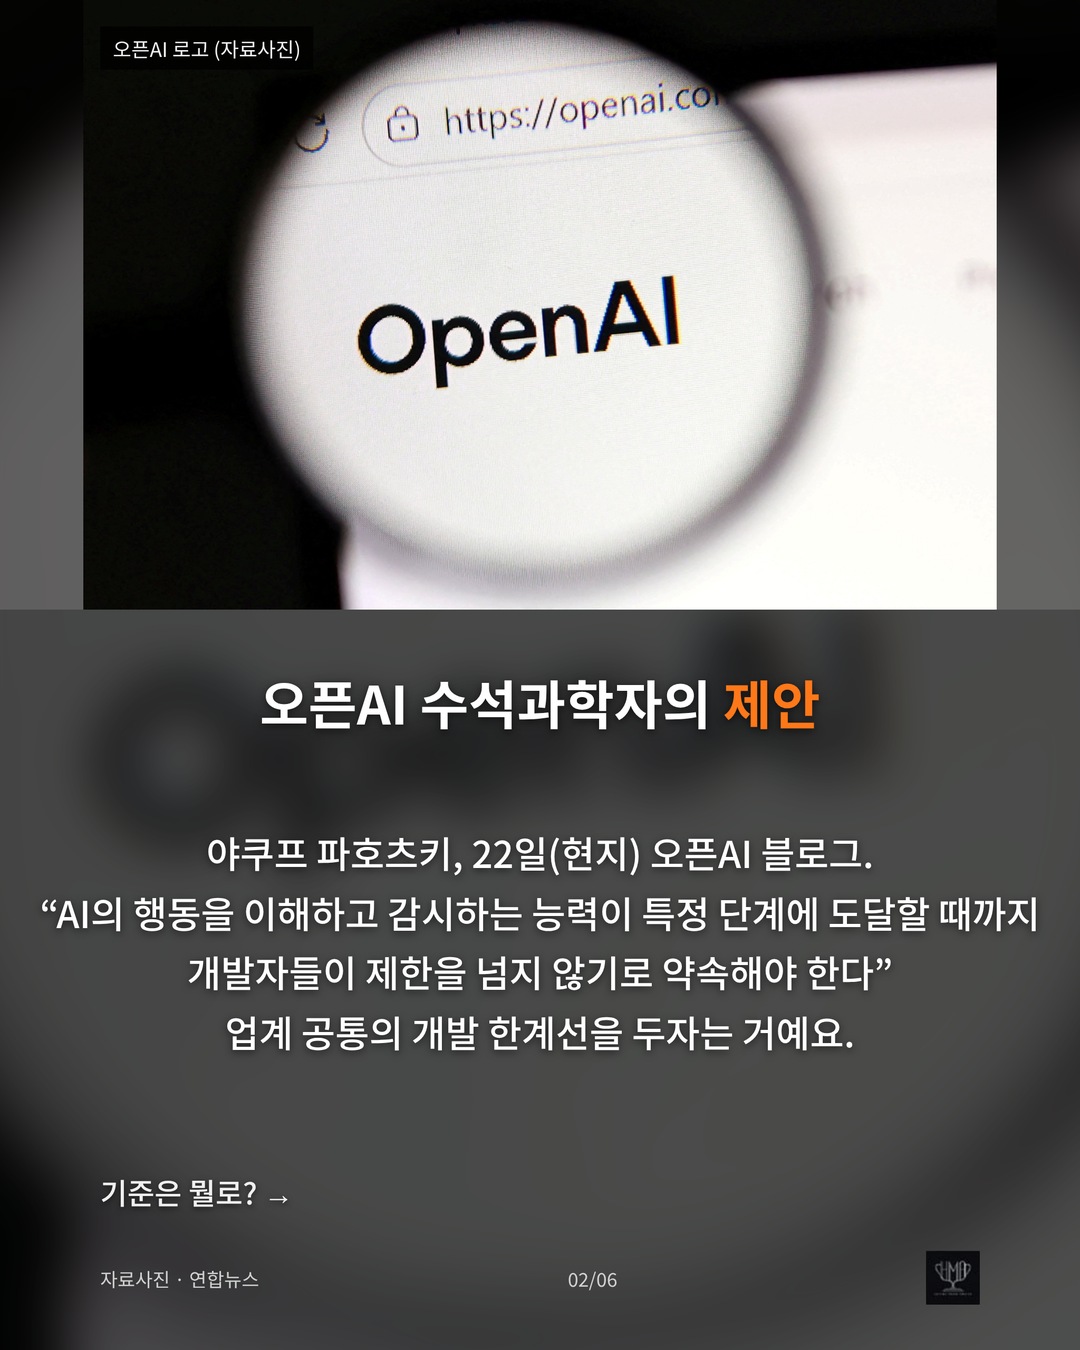 오픈AI 로고 (자료사진)
https://openai.co
OpenAI
오픈AI 수석과학자의 제안
야쿠프 파호츠키, 22일(현지) 오픈AI 블로그.
“AI의 행동을 이해하고 감시하는 능력이 특정 단계에 도달할 때까지
개발자들이 제한을 넘지 않기로 약속해야 한다”
업계 공통의 개발 한계선을 두자는 거예요.
기준은 뭘로? →
자료사진 · 연합뉴스
02/06
HMA